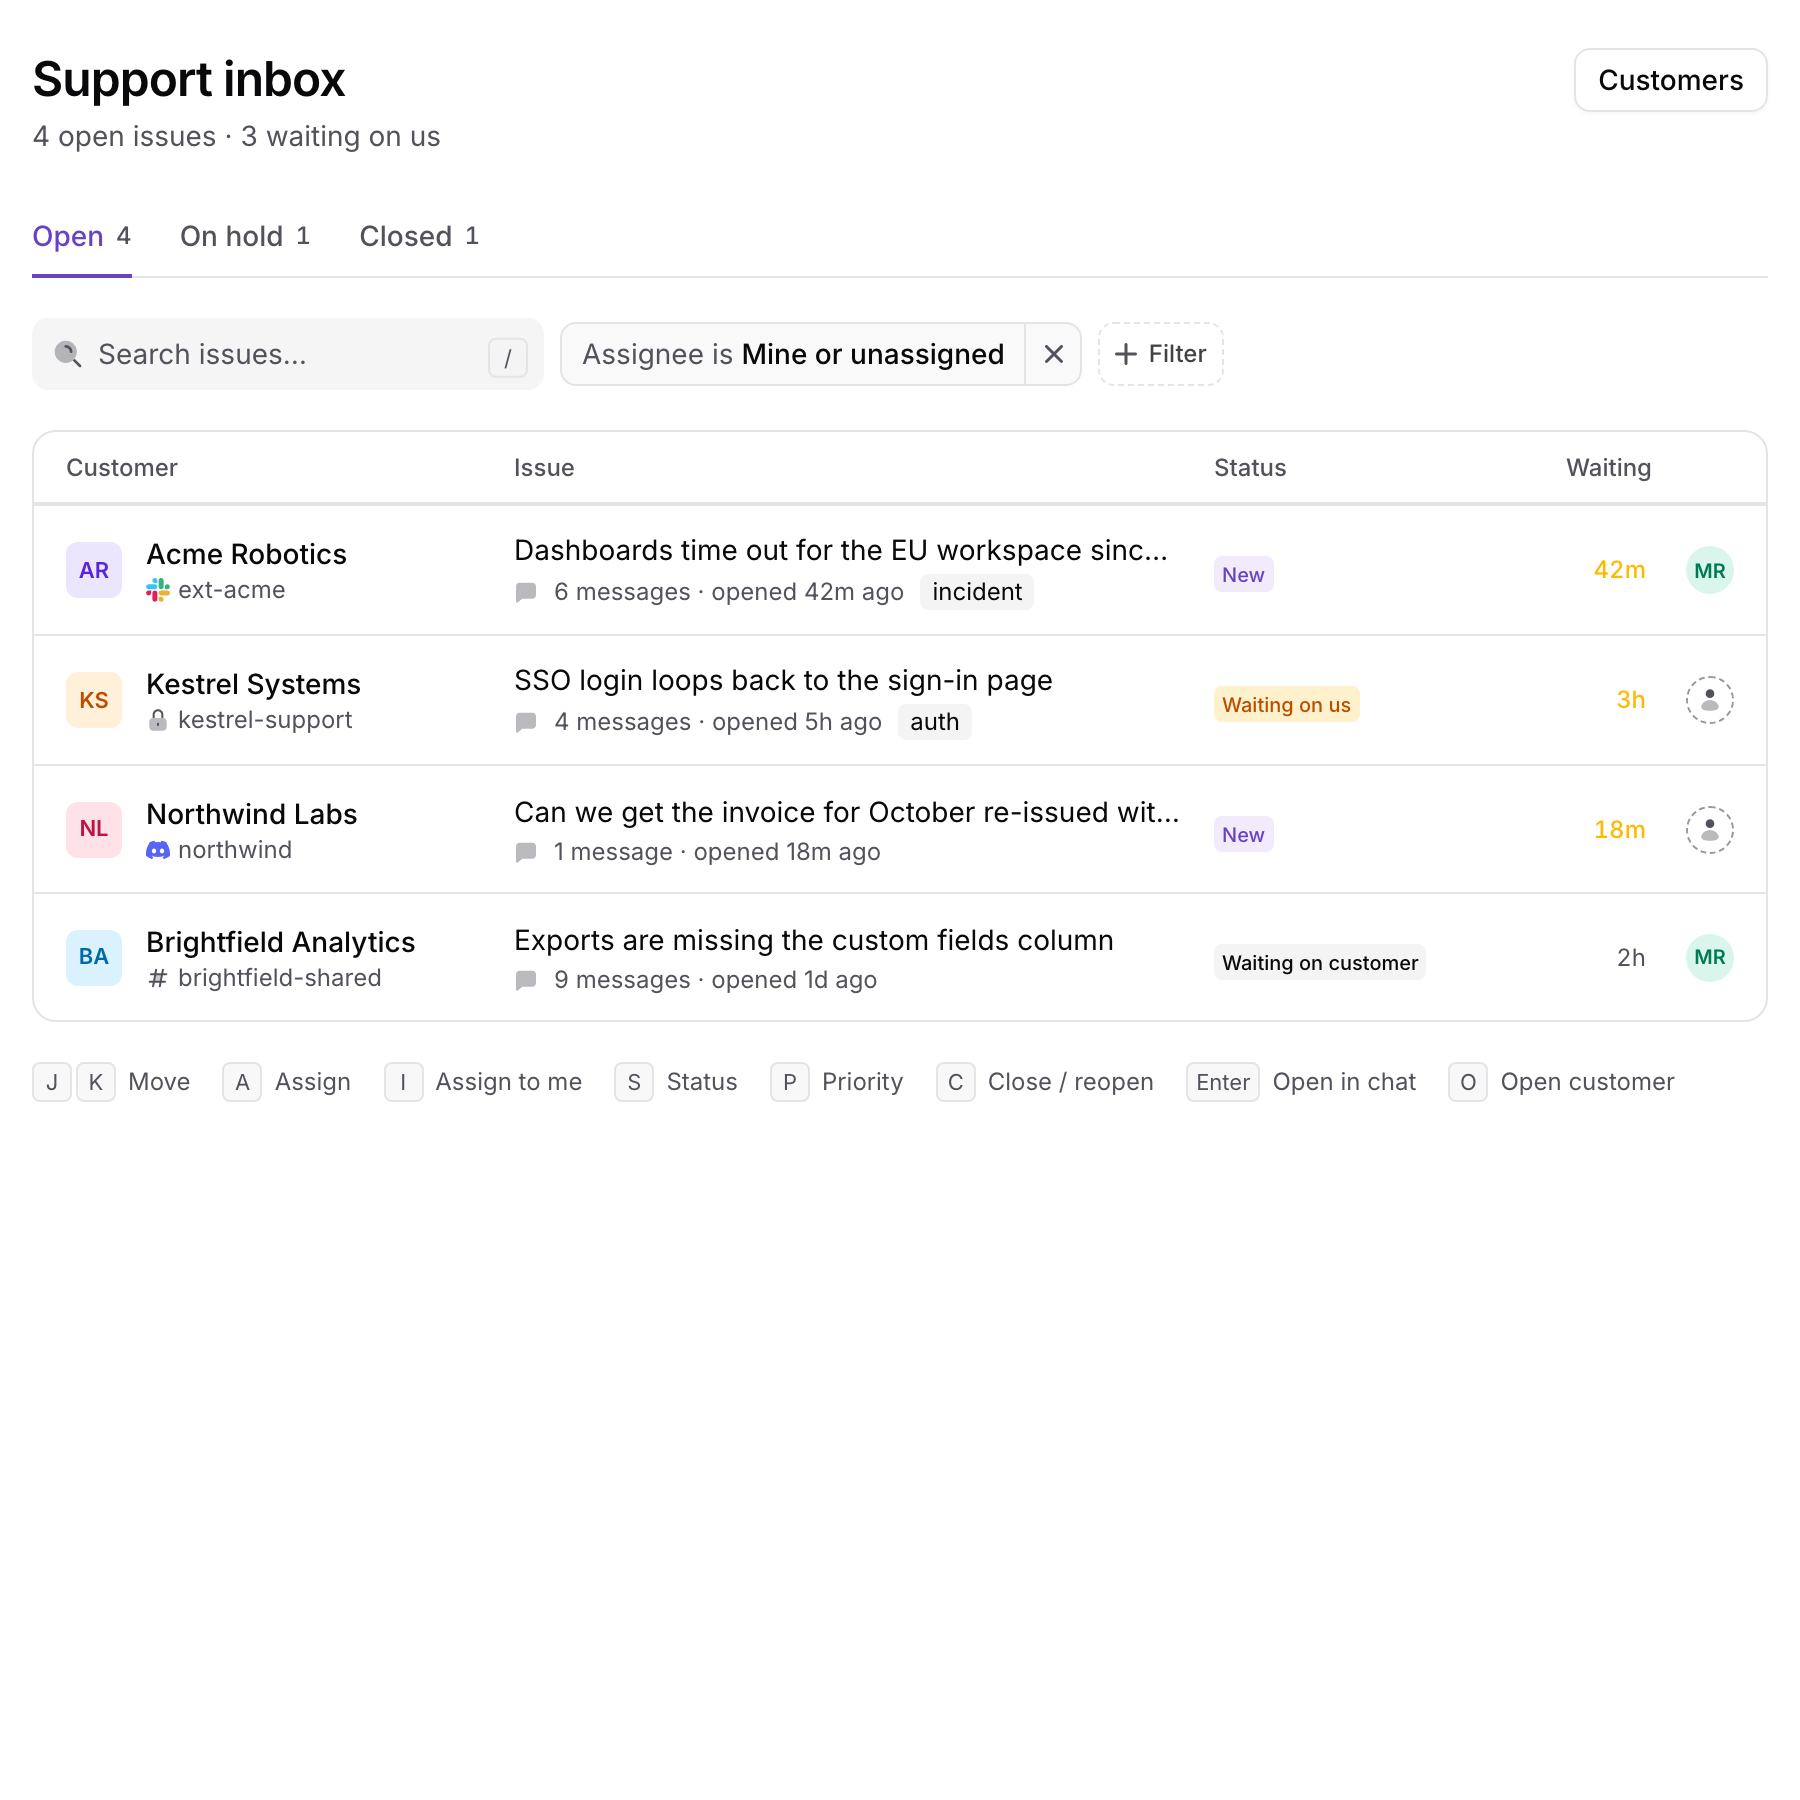 Support inbox
Customers
4 open issues · 3 waiting on us
Open 4 On hold 1 Closed 1
Search issues... / Assignee is Mine or unassigned Filter
Customer Issue Status Waiting
AR Acme Robotics Dashboards time out for the EU workspace sinc... New 42m MR
ext-acme 6 messages · opened 42m ago incident
KS Kestrel Systems SSO login loops back to the sign-in page Waiting on us 3h
kestrel-support 4 messages · opened 5h ago auth
NL Northwind Labs Can we get the invoice for October re-issued wit... New 18m
northwind 1 message · opened 18m ago
BA Brightfield Analytics Exports are missing the custom fields column Waiting on customer 2h MR
# brightfield-shared 9 messages · opened 1d ago
J K Move A Assign I Assign to me S Status P Priority C Close / reopen Enter Open in chat O Open customer